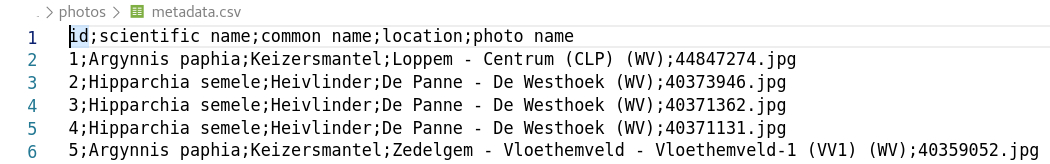 . > photos > metadata.csv
1 id;scientific name;common name;location;photo name
2 1;Argynnis paphia;Keizersmantel;Loppem - Centrum (CLP) (WV);44847274.jpg
3 2;Hipparchia semele;Heivlinder;De Panne - De Westhoek (WV);40373946.jpg
4 3;Hipparchia semele;Heivlinder;De Panne - De Westhoek (WV);40371362.jpg
5 4;Hipparchia semele;Heivlinder;De Panne - De Westhoek (WV);40371131.jpg
6 5;Argynnis paphia;Keizersmantel;Zedelgem - Vloethemveld - Vloethemveld-1 (VV1) (WV);40359052.jpg